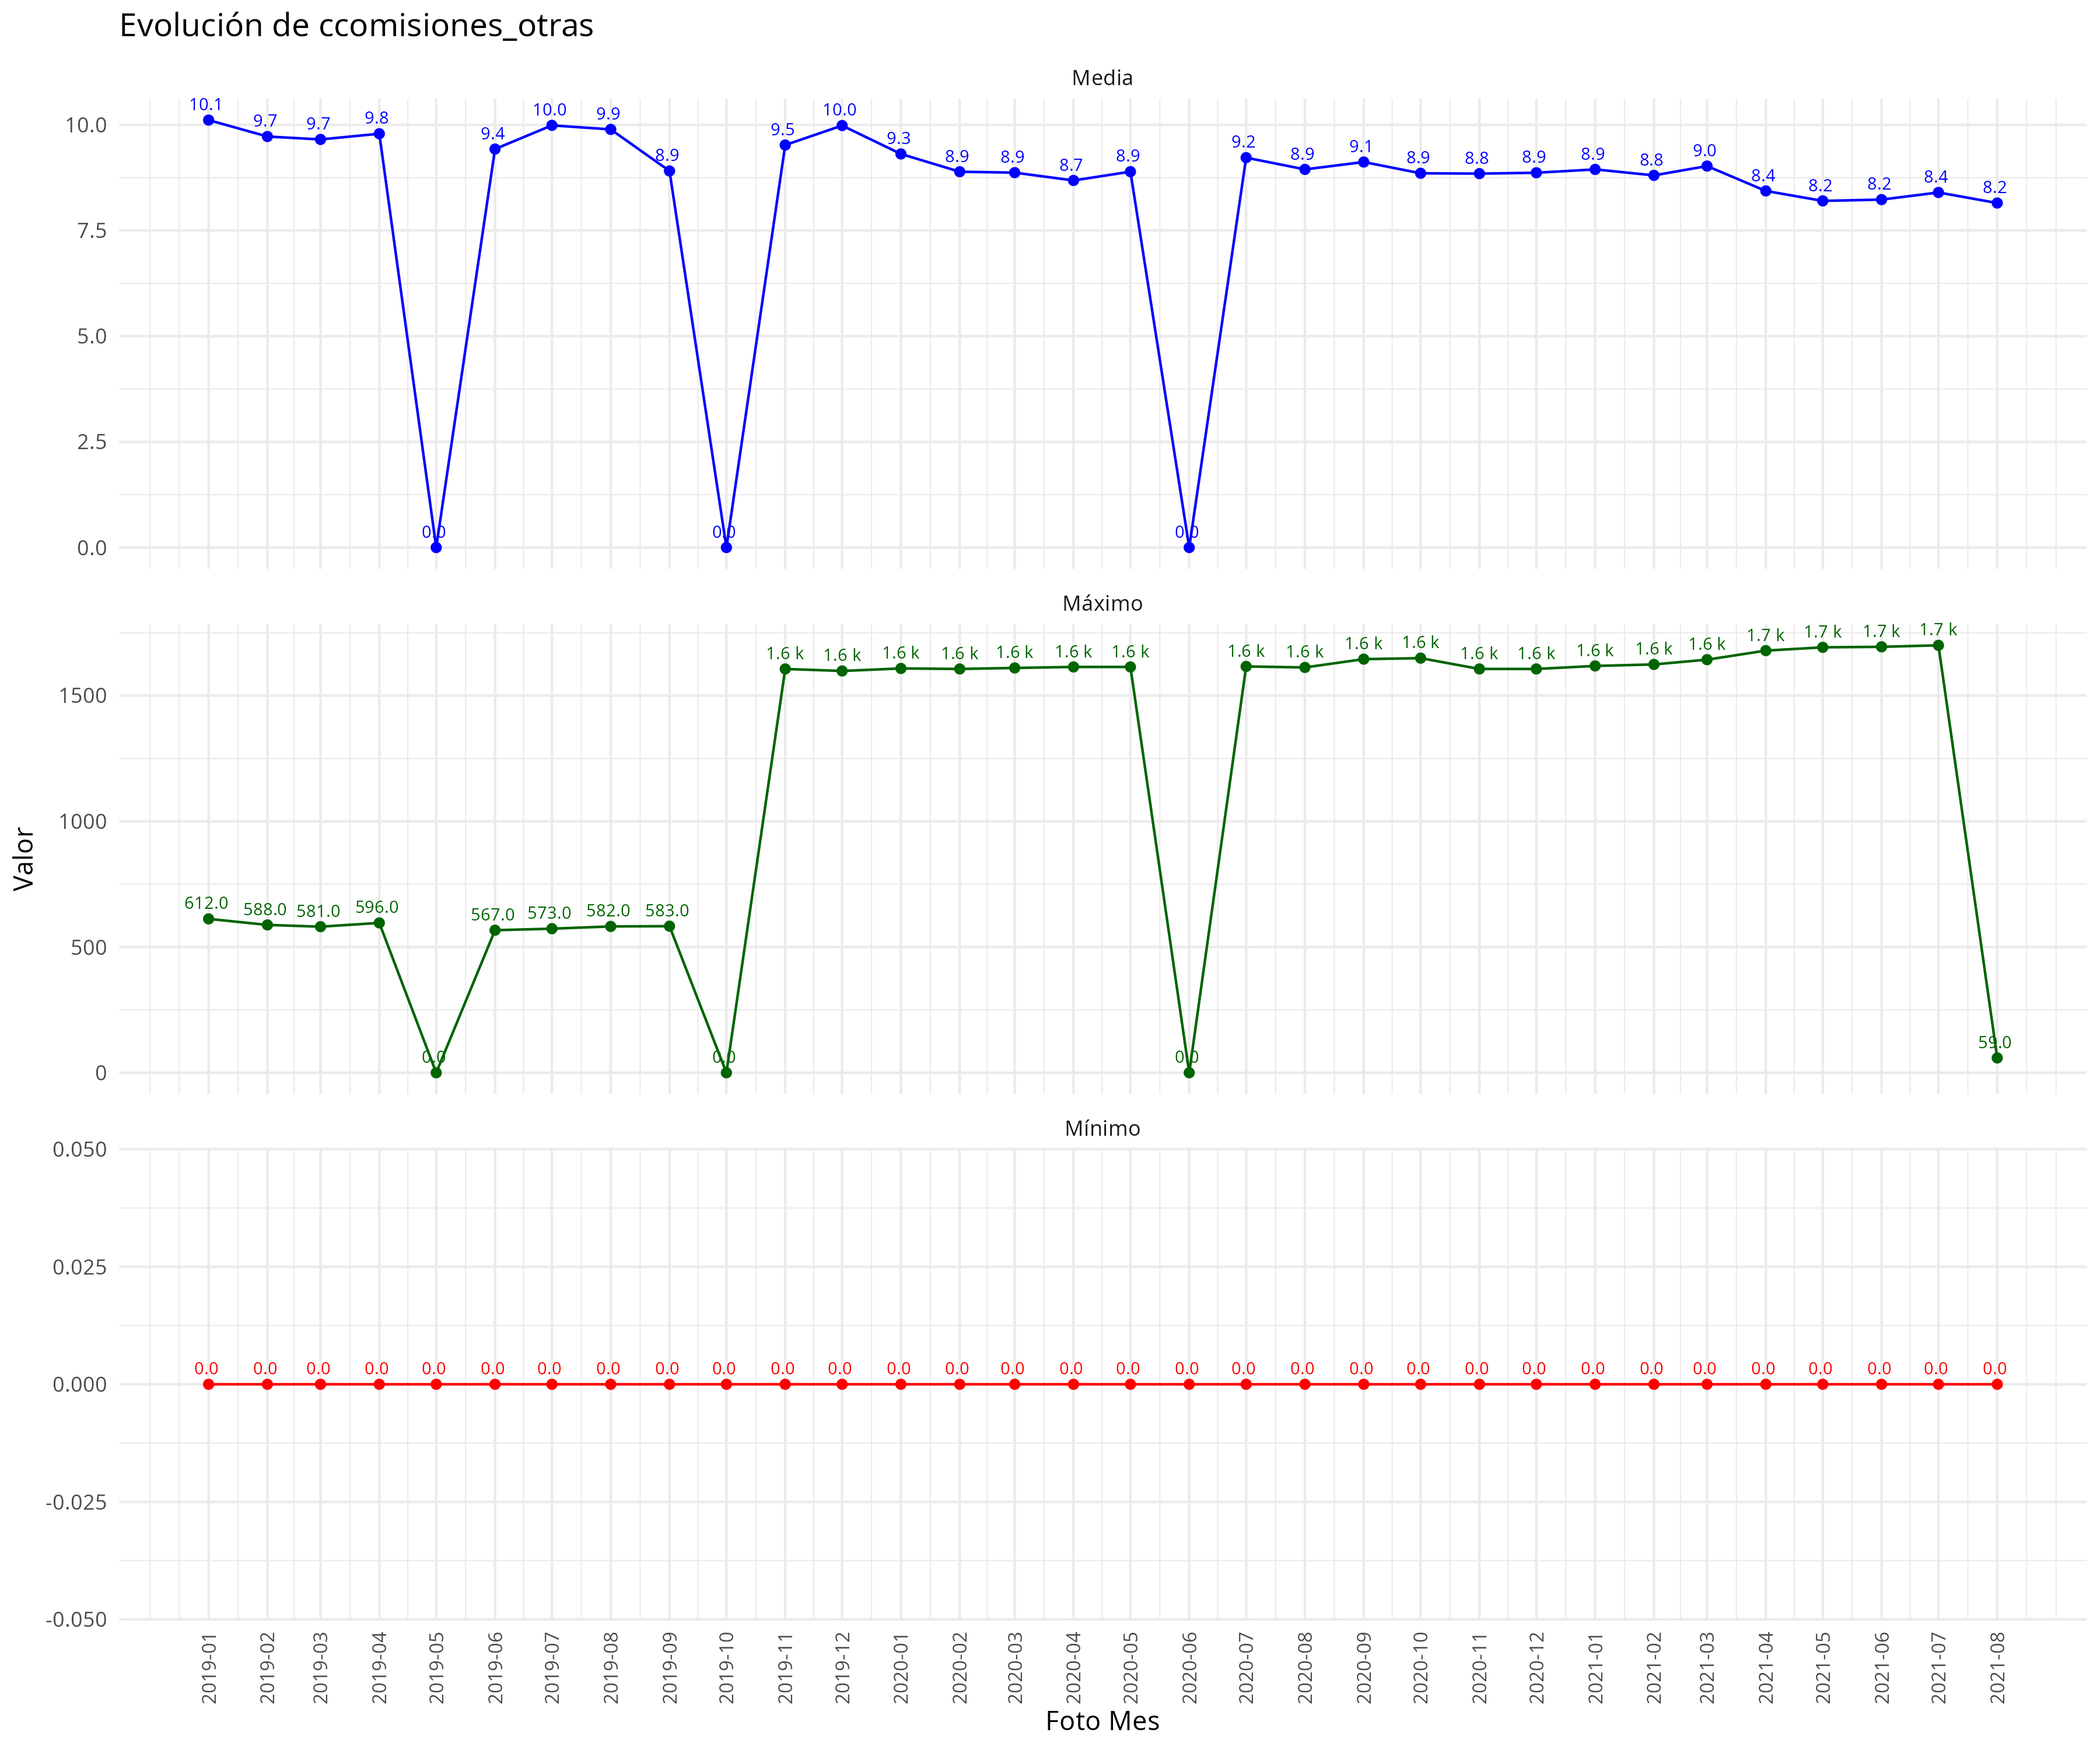 Evolución de ccomisiones_otras
Media
10.1 9.7 9.7 9.8 0.0 9.4 10.0 9.9 8.9 0.0 9.5 10.0 9.3 8.9 8.9 8.7 8.9 0.0 9.2 8.9 9.1 8.9 8.8 8.9 8.9 8.8 9.0 8.4 8.2 8.2 8.4 8.2
10.0
7.5
5.0
2.5
0.0
Máximo
612.0 588.0 581.0 596.0 0.0 567.0 573.0 582.0 583.0 0.0 1.6 k 1.6 k 1.6 k 1.6 k 1.6 k 1.6 k 1.6 k 0.0 1.6 k 1.6 k 1.6 k 1.6 k 1.6 k 1.6 k 1.6 k 1.6 k 1.6 k 1.7 k 1.7 k 1.7 k 1.7 k 59.0
1500
1000
500
0
Valor
Mínimo
0.050
0.025
0.0 0.0 0.0 0.0 0.0 0.0 0.0 0.0 0.0 0.0 0.0 0.0 0.0 0.0 0.0 0.0 0.0 0.0 0.0 0.0 0.0 0.0 0.0 0.0 0.0 0.0 0.0 0.0 0.0 0.0 0.0 0.0
0.000
-0.025
-0.050
2019-01 2019-02 2019-03 2019-04 2019-05 2019-06 2019-07 2019-08 2019-09 2019-10 2019-11 2019-12 2020-01 2020-02 2020-03 2020-04 2020-05 2020-06 2020-07 2020-08 2020-09 2020-10 2020-11 2020-12 2021-01 2021-02 2021-03 2021-04 2021-05 2021-06 2021-07 2021-08
Foto Mes